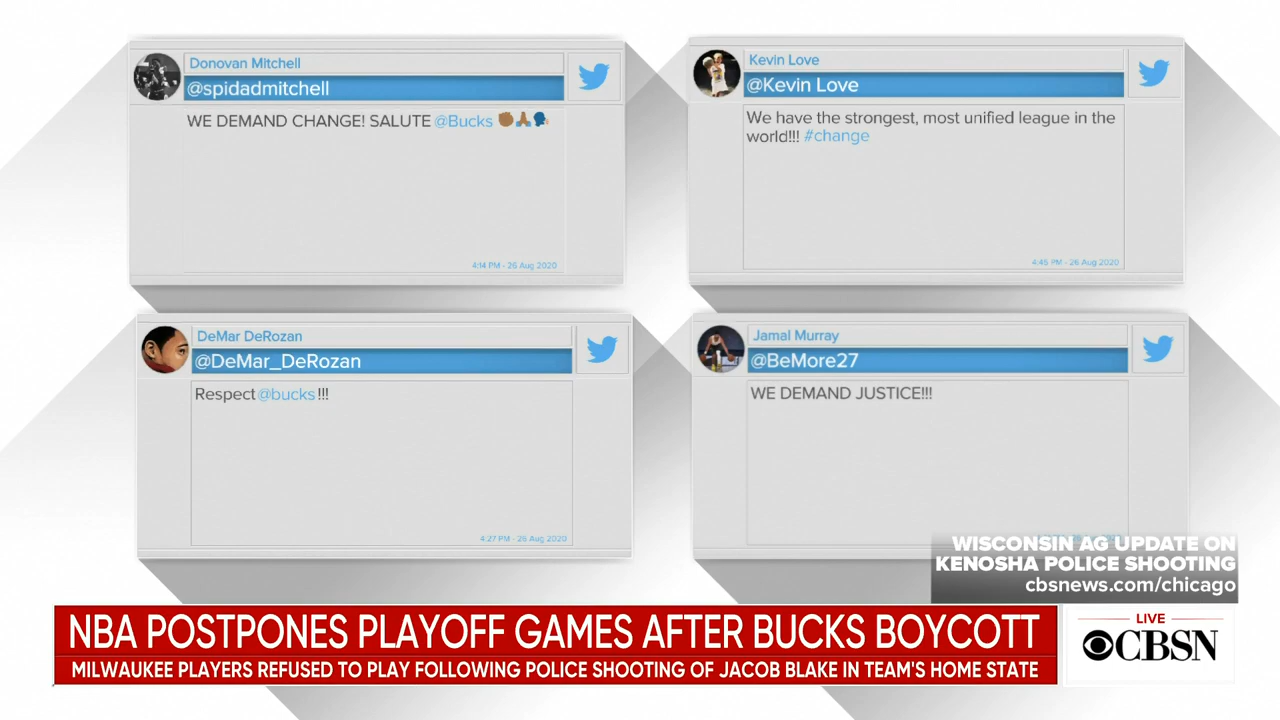 Donovan Mitchell
@spidadmitchell
WE DEMAND CHANGE! SALUTE @Bucks ✊🏾🙏🏾🗣
4:14 PM - 26 Aug 2020
Kevin Love
@Kevin Love
We have the strongest, most unified league in the
world!!! #change
4:45 PM - 26 Aug 2020
DeMar DeRozan
@DeMar_DeRozan
Respect @bucks !!!
4:27 PM - 26 Aug 2020
Jamal Murray
@BeMore27
WE DEMAND JUSTICE!!!
WISCONSIN AG UPDATE ON
KENOSHA POLICE SHOOTING
cbsnews.com/chicago
NBA POSTPONES PLAYOFF GAMES AFTER BUCKS BOYCOTT
MILWAUKEE PLAYERS REFUSED TO PLAY FOLLOWING POLICE SHOOTING OF JACOB BLAKE IN TEAM'S HOME STATE
LIVE
CBSN